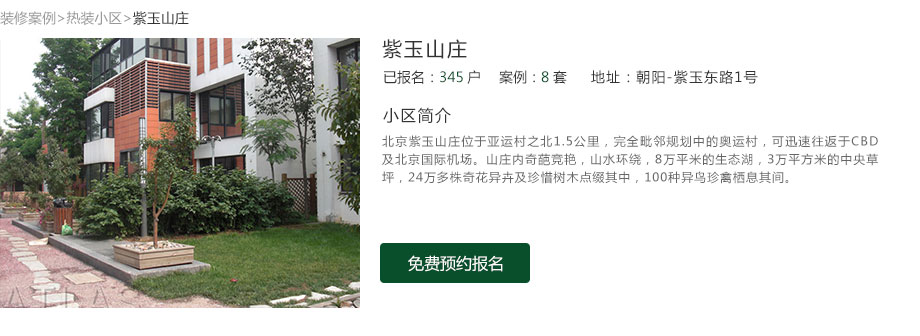 装修案例>热装小区>紫玉山庄
紫玉山庄
已报名：345 户 案例：8 套 地址：朝阳-紫玉东路1号
小区简介
北京紫玉山庄位于亚运村之北1.5公里，完全毗邻规划中的奥运村，可迅速往返于CBD
及北京国际机场。山庄内奇葩竞艳，山水环绕，8万平米的生态湖，3万平方米的中央草
坪，24万多株奇花异卉及珍惜树木点缀其中，100种异鸟珍禽栖息其间。
免费预约报名